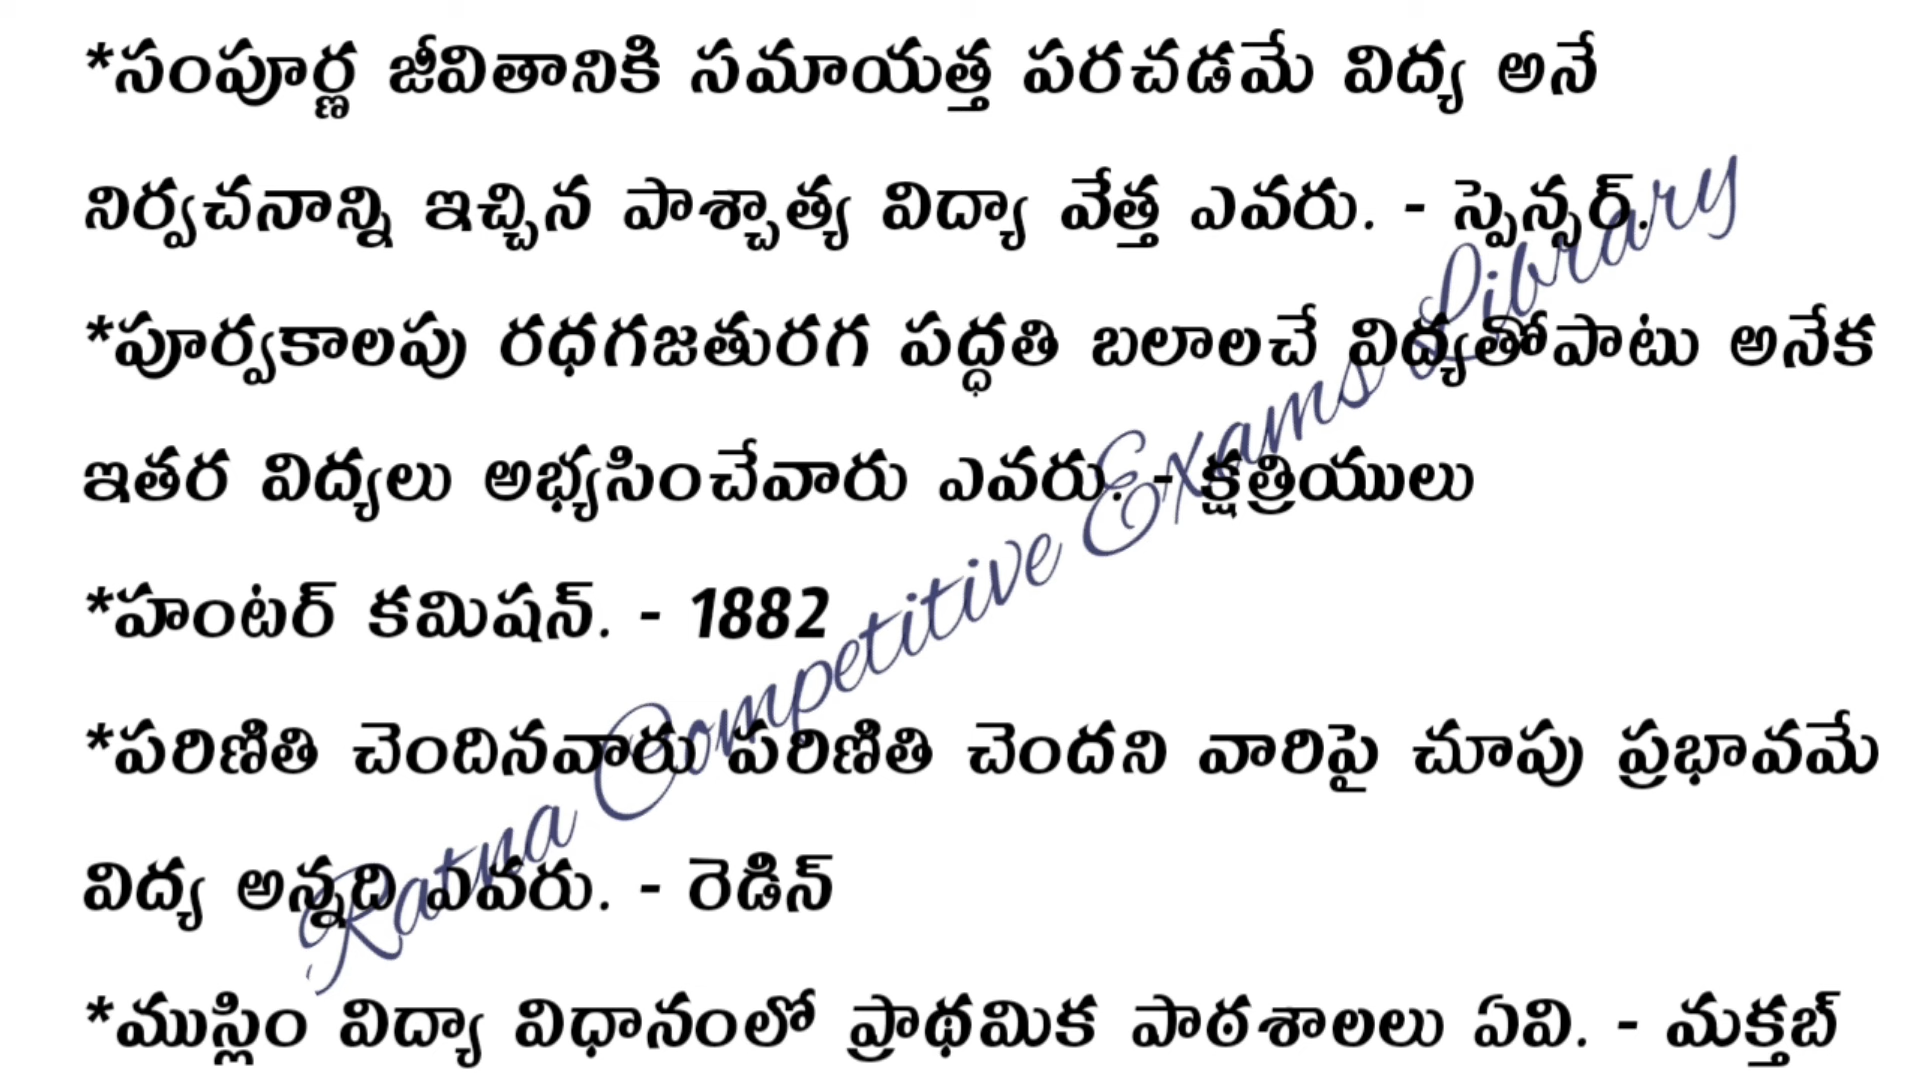 *సంపూర్ణ జీవితానికి సమాయత్త పరచడమే విద్య అనే
నిర్వచనాన్ని ఇచ్చిన పాశ్చాత్య విద్యా వేత్త ఎవరు. - స్పెన్సర్.
*పూర్వకాలపు రధగజతురగ పద్ధతి బలాలచే విద్యతోపాటు అనేక
ఇతర విద్యలు అభ్యసించేవారు ఎవరు. - క్షత్రియులు
*హంటర్ కమిషన్. - 1882
*పరిణితి చెందినవారు పరిణితి చెందని వారిపై చూపు ప్రభావమే
విద్య అన్నది ఎవరు. - రెడిన్
*ముస్లిం విద్యా విధానంలో ప్రాథమిక పాఠశాలలు ఏవి. - మక్తబ్
Ratna Competitive Exams Library